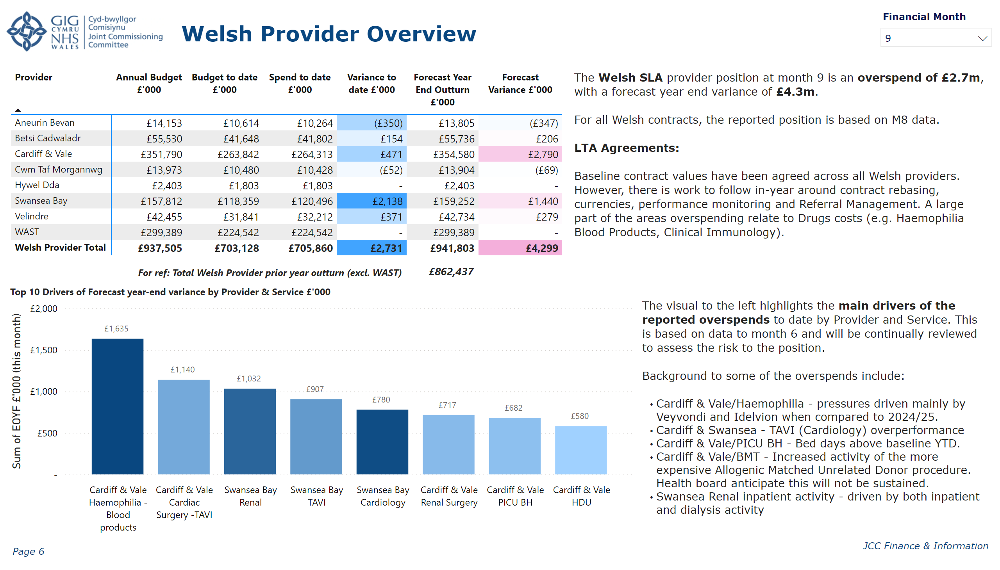 GIG
CYMRU
NHS
WALES
Cyd-bwyllgor
Comisiynu
Joint Commissioning
Committee
Welsh Provider Overview
Financial Month
9
Provider Annual Budget £'000 Budget to date £'000 Spend to date £'000 Variance to date £'000 Forecast Year End Outturn £'000 Forecast Variance £'000
Aneurin Bevan £14,153 £10,614 £10,264 (£350) £13,805 (£347)
Betsi Cadwaladr £55,530 £41,648 £41,802 £154 £55,736 £206
Cardiff & Vale £351,790 £263,842 £264,313 £471 £354,580 £2,790
Cwm Taf Morgannwg £13,973 £10,480 £10,428 (£52) £13,904 (£69)
Hywel Dda £2,403 £1,803 £1,803 - £2,403 -
Swansea Bay £157,812 £118,359 £120,496 £2,138 £159,252 £1,440
Velindre £42,455 £31,841 £32,212 £371 £42,734 £279
WAST £299,389 £224,542 £224,542 - £299,389 -
Welsh Provider Total £937,505 £703,128 £705,860 £2,731 £941,803 £4,299
For ref: Total Welsh Provider prior year outturn (excl. WAST) £862,437
The Welsh SLA provider position at month 9 is an overspend of £2.7m,
with a forecast year end variance of £4.3m.
For all Welsh contracts, the reported position is based on M8 data.
LTA Agreements:
Baseline contract values have been agreed across all Welsh providers.
However, there is work to follow in-year around contract rebasing,
currencies, performance monitoring and Referral Management. A large
part of the areas overspending relate to Drugs costs (e.g. Haemophilia
Blood Products, Clinical Immunology).
Top 10 Drivers of Forecast year-end variance by Provider & Service £'000
Sum of EOYF £'000 (this month)
£2,000
£1,500
£1,000
£500
-
£1,635
£1,140
£1,032
£907
£780
£717
£682
£580
Cardiff & Vale
Haemophilia -
Blood
products
Cardiff & Vale
Cardiac
Surgery -TAVI
Swansea Bay
Renal
Swansea Bay
TAVI
Swansea Bay
Cardiology
Cardiff & Vale
Renal Surgery
Cardiff & Vale
PICU BH
Cardiff & Vale
HDU
The visual to the left highlights the main drivers of the
reported overspends to date by Provider and Service. This
is based on data to month 6 and will be continually reviewed
to assess the risk to the position.
Background to some of the overspends include:
• Cardiff & Vale/Haemophilia - pressures driven mainly by
Veyvondi and Idelvion when compared to 2024/25.
• Cardiff & Swansea - TAVI (Cardiology) overperformance
• Cardiff & Vale/PICU BH - Bed days above baseline YTD.
• Cardiff & Vale/BMT - Increased activity of the more
expensive Allogenic Matched Unrelated Donor procedure.
Health board anticipate this will not be sustained.
• Swansea Renal inpatient activity - driven by both inpatient
and dialysis activity
Page 6
JCC Finance & Information